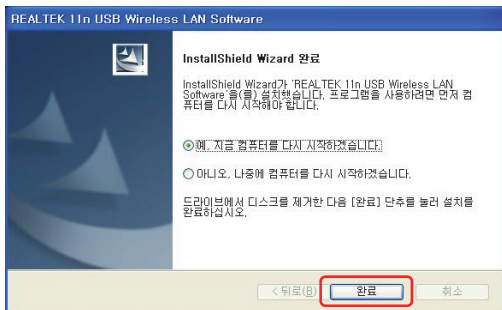 REALTEK 11n USB Wireless LAN Software
InstallShield Wizard 완료
InstallShield Wizard가 'REALTEK 11n USB Wireless LAN
Software'을(를) 설치했습니다. 프로그램을 사용하려면 먼저 컴
퓨터를 다시 시작해야 합니다.
예, 지금 컴퓨터를 다시 시작하겠습니다.
아니오, 나중에 컴퓨터를 다시 시작하겠습니다.
드라이브에서 디스크를 제거한 다음 [완료] 단추를 눌러 설치를
완료하십시오.
< 뒤로(B) 완료 취소